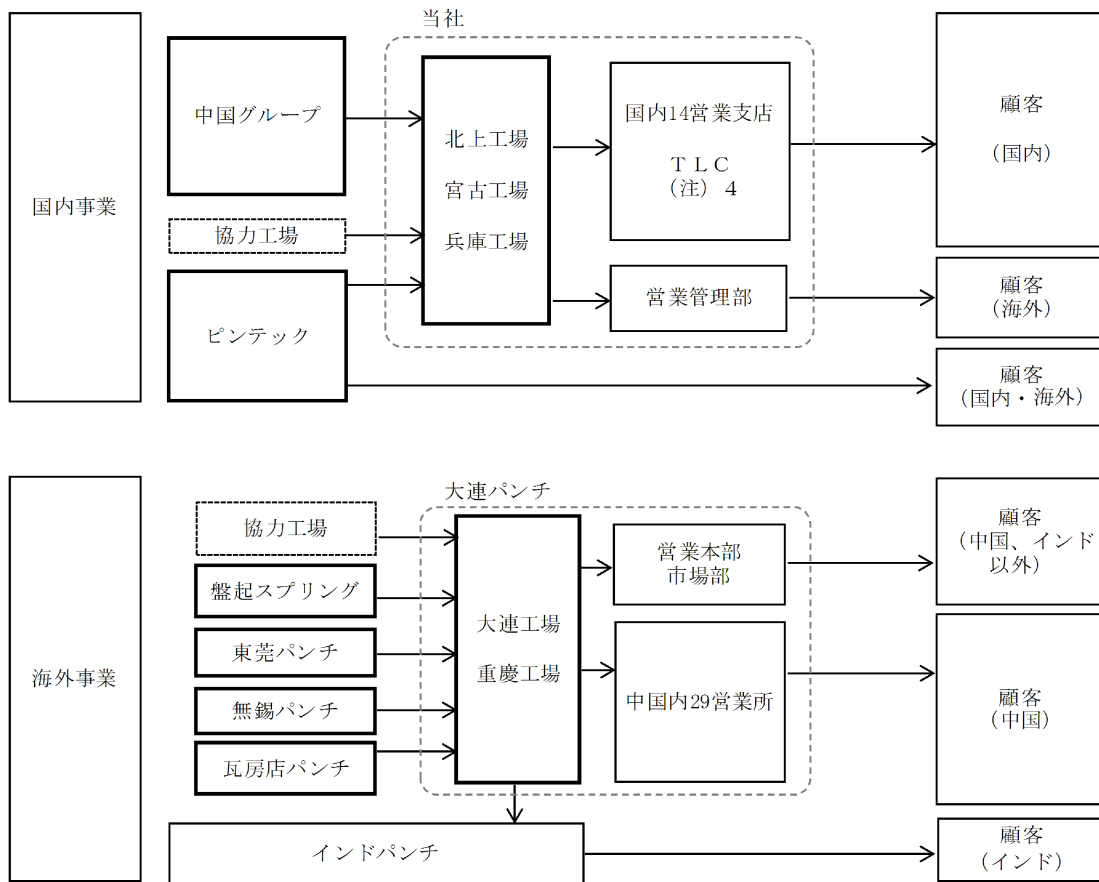 国内事業
中国グループ
協力工場
ピンテック
当社
北上工場
宮古工場
兵庫工場
国内14営業支店
ＴＬＣ
（注）４
営業管理部
顧客
（国内）
顧客
（海外）
顧客
（国内・海外）
海外事業
協力工場
盤起スプリング
東莞パンチ
無錫パンチ
瓦房店パンチ
大連パンチ
大連工場
重慶工場
営業本部
市場部
中国内29営業所
インドパンチ
顧客
（中国、インド
以外）
顧客
（中国）
顧客
（インド）